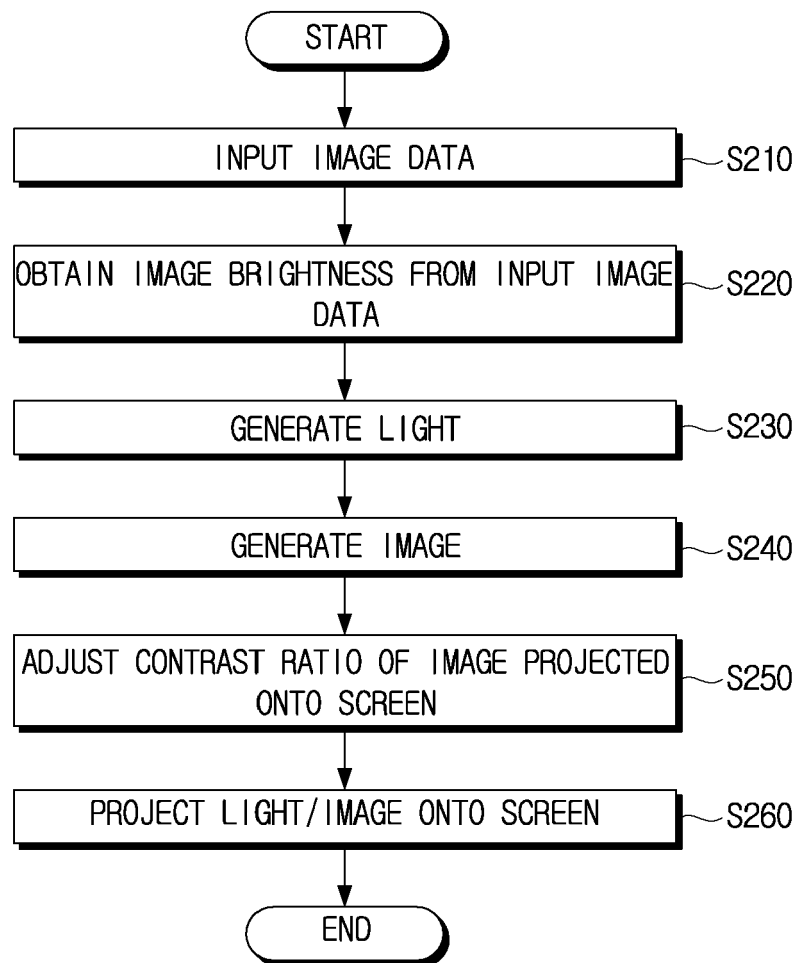 START
INPUT IMAGE DATA
S210
OBTAIN IMAGE BRIGHTNESS FROM INPUT IMAGE
DATA
S220
GENERATE LIGHT
S230
GENERATE IMAGE
S240
ADJUST CONTRAST RATIO OF IMAGE PROJECTED
ONTO SCREEN
S250
PROJECT LIGHT/IMAGE ONTO SCREEN
S260
END